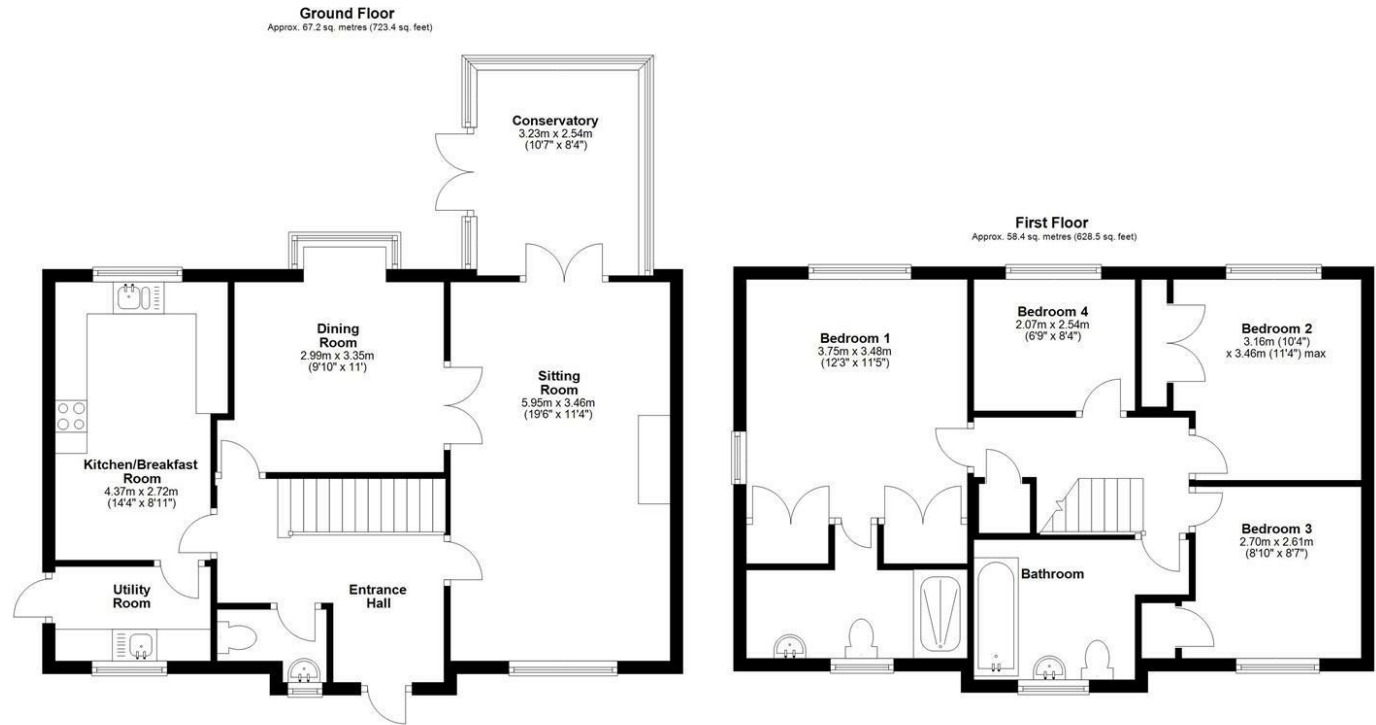 Ground Floor
Approx. 67.2 sq. metres (723.4 sq. feet)
Conservatory
3.23m x 2.54m
(10'7" x 8'4")
Dining
Room
2.99m x 3.35m
(9'10" x 11')
Sitting
Room
5.95m x 3.46m
(19'6" x 11'4")
Kitchen/Breakfast
Room
4.37m x 2.72m
(14'4" x 8'11")
Utility
Room
Entrance
Hall
First Floor
Approx. 58.4 sq. metres (628.5 sq. feet)
Bedroom 1
3.75m x 3.48m
(12'3" x 11'5")
Bedroom 4
2.07m x 2.54m
(6'9" x 8'4")
Bedroom 2
3.16m (10'4")
x 3.46m (11'4") max
Bedroom 3
2.70m x 2.61m
(8'10" x 8'7")
Bathroom